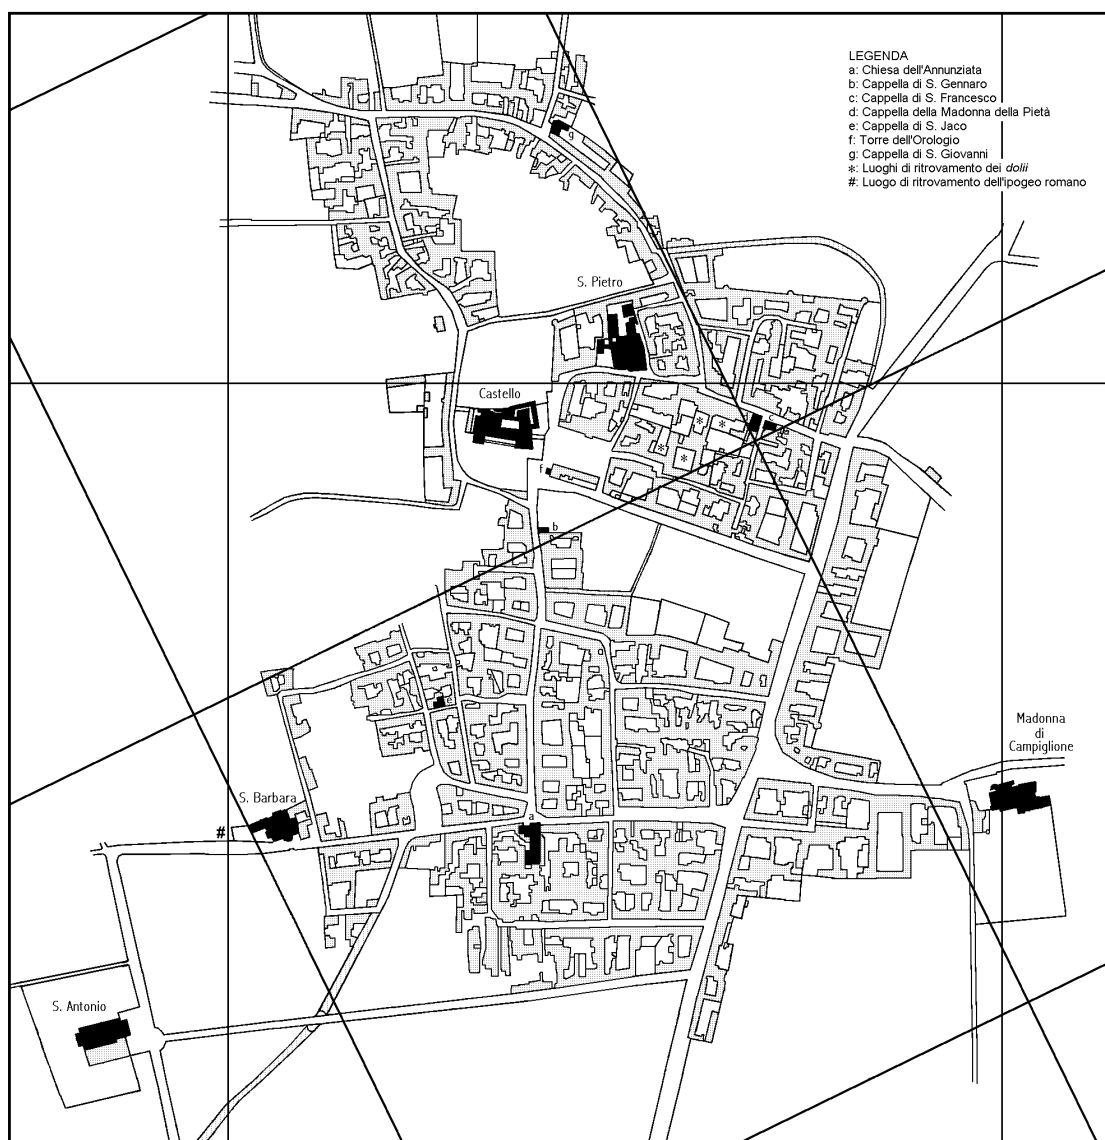 LEGENDA
a: Chiesa dell'Annunziata
b: Cappella di S. Gennaro
c: Cappella di S. Francesco
d: Cappella della Madonna della Pietà
e: Cappella di S. Jaco
f: Torre dell'Orologio
g: Cappella di S. Giovanni
*: Luoghi di ritrovamento dei dolii
#: Luogo di ritrovamento dell'ipogeo romano
g
S. Pietro
Castello
c
* *
* *
f
b
e
Madonna
di
Campiglione
S. Barbara
#
a
S. Antonio